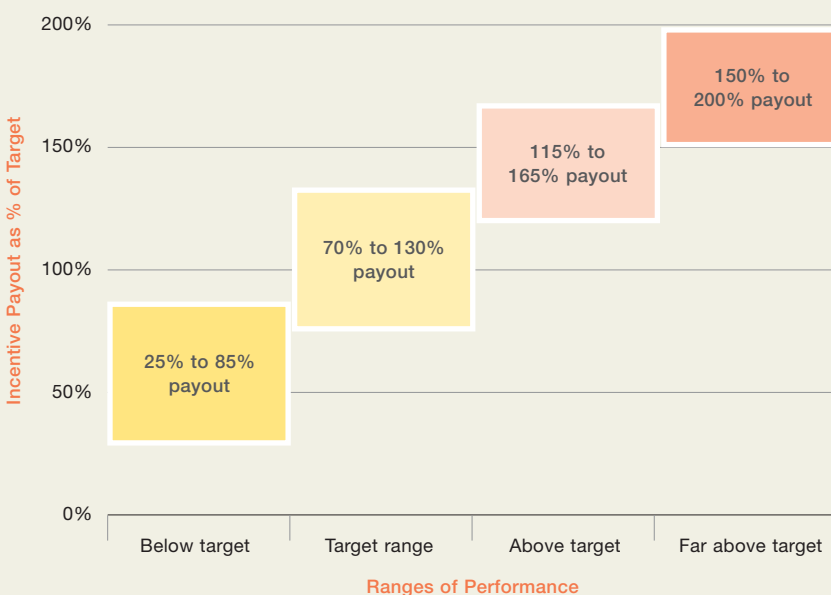 Incentive Payout as % of Target
200%
150%
100%
50%
0%
150% to
200% payout
115% to
165% payout
70% to 130%
payout
25% to 85%
payout
Below target
Target range
Above target
Far above target
Ranges of Performance